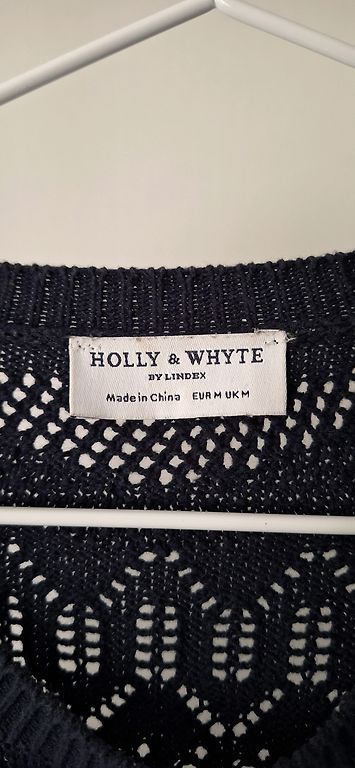 HOLLY & WHYTE
BY LINDEX
Made in China EUR M UK M